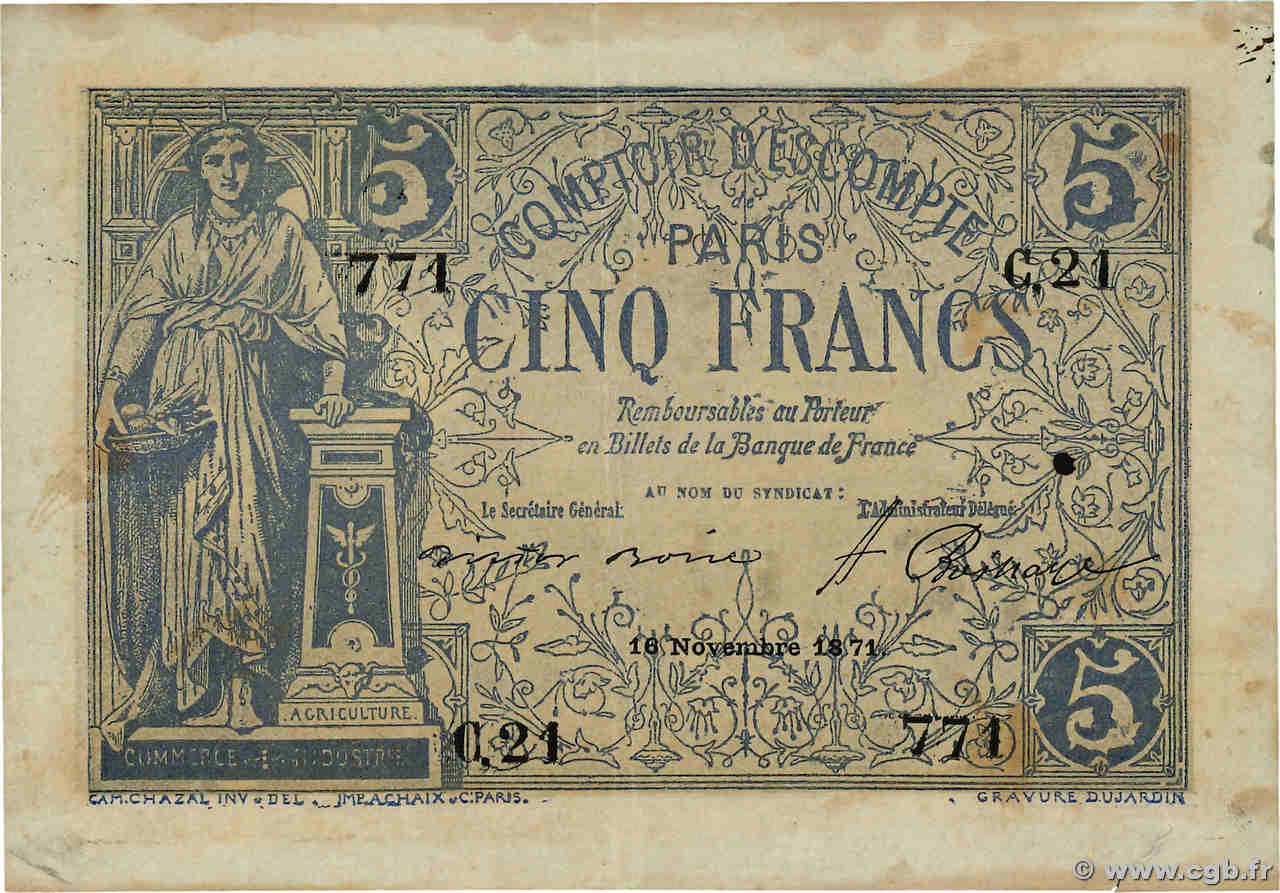 5
5
COMPTOIR D'ESCOMPTE
PARIS
771
C.21
CINQ FRANCS
Remboursables au Porteur
en Billets de la Banque de France
AU NOM DU SYNDICAT:
Le Secrétaire Général:
L'Administrateur Délégué:
16 Novembre 1871.
5
AGRICULTURE.
C.21
771
COMMERCE ET INDUSTRIE
CAM. CHAZAL INV. DEL. IMP. A. CHAIX & C. PARIS.
GRAVURE DUJARDIN
© www.cgb.fr